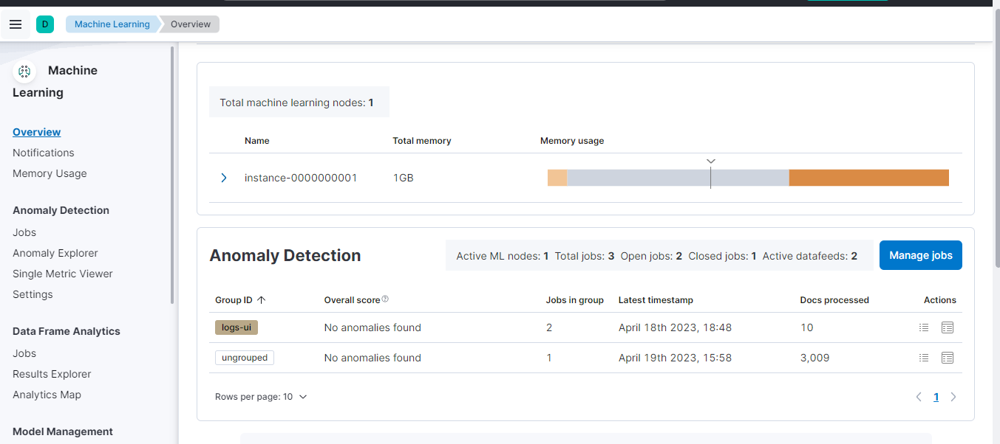 D
Machine Learning
Overview
Machine
Learning
Overview
Notifications
Memory Usage
Anomaly Detection
Jobs
Anomaly Explorer
Single Metric Viewer
Settings
Data Frame Analytics
Jobs
Results Explorer
Analytics Map
Model Management
Total machine learning nodes: 1
Name Total memory Memory usage
instance-0000000001 1GB
Anomaly Detection
Active ML nodes: 1 Total jobs: 3 Open jobs: 2 Closed jobs: 1 Active datafeeds: 2
Manage jobs
Group ID Overall score Jobs in group Latest timestamp Docs processed Actions
logs-ui No anomalies found 2 April 18th 2023, 18:48 10
ungrouped No anomalies found 1 April 19th 2023, 15:58 3,009
Rows per page: 10
1